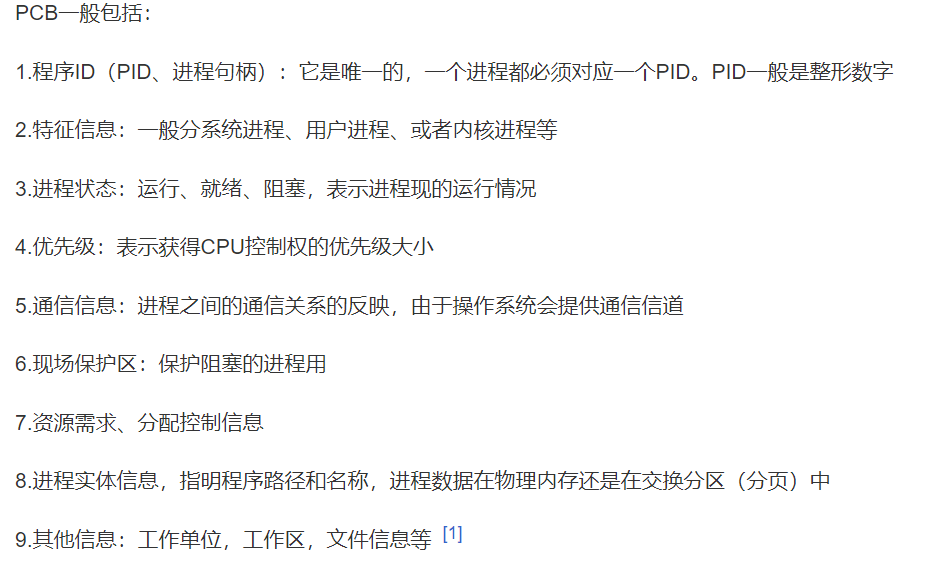 PCB一般包括：
1.程序ID（PID、进程句柄）：它是唯一的，一个进程都必须对应一个PID。PID一般是整形数字
2.特征信息：一般分系统进程、用户进程、或者内核进程等
3.进程状态：运行、就绪、阻塞，表示进程现的运行情况
4.优先级：表示获得CPU控制权的优先级大小
5.通信信息：进程之间的通信关系的反映，由于操作系统会提供通信信道
6.现场保护区：保护阻塞的进程用
7.资源需求、分配控制信息
8.进程实体信息，指明程序路径和名称，进程数据在物理内存还是在交换分区（分页）中
9.其他信息：工作单位，工作区，文件信息等 [1]